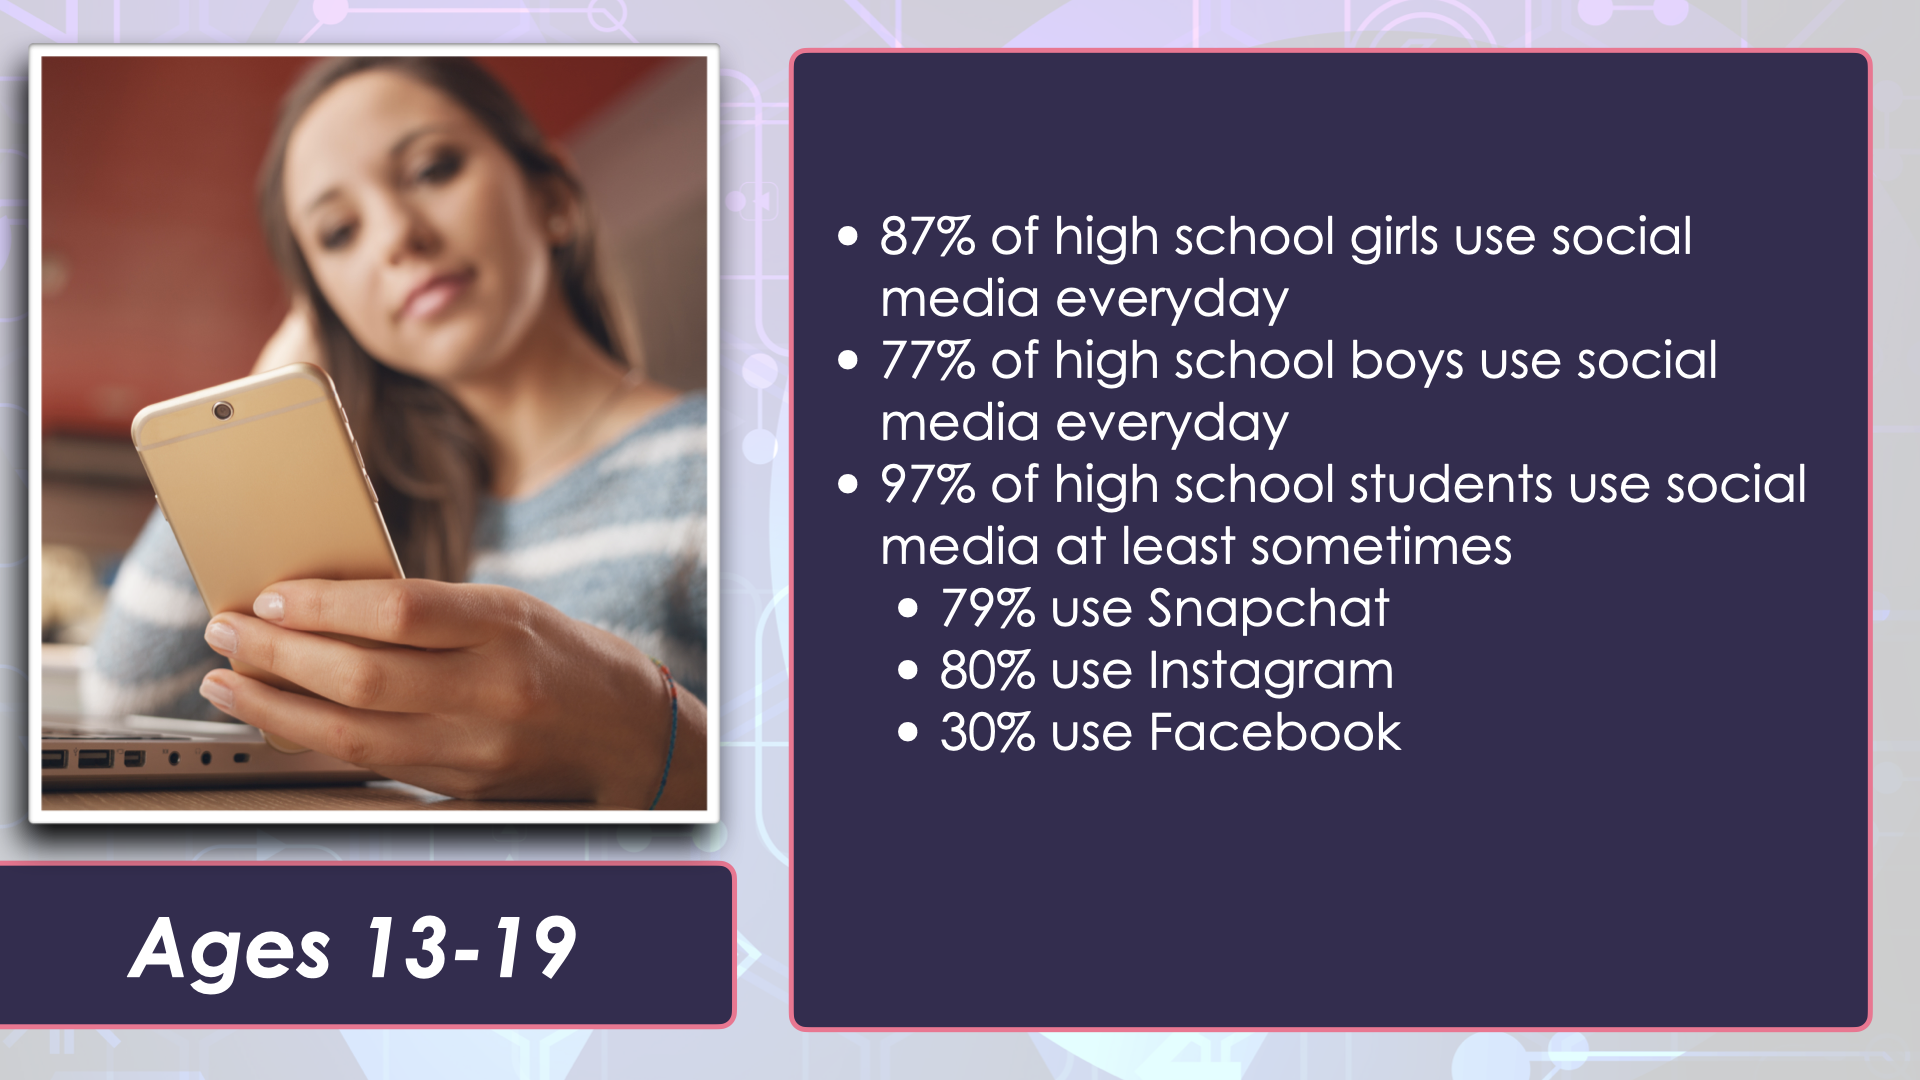 • 87% of high school girls use social
media everyday
• 77% of high school boys use social
media everyday
• 97% of high school students use social
media at least sometimes
• 79% use Snapchat
• 80% use Instagram
• 30% use Facebook
Ages 13-19